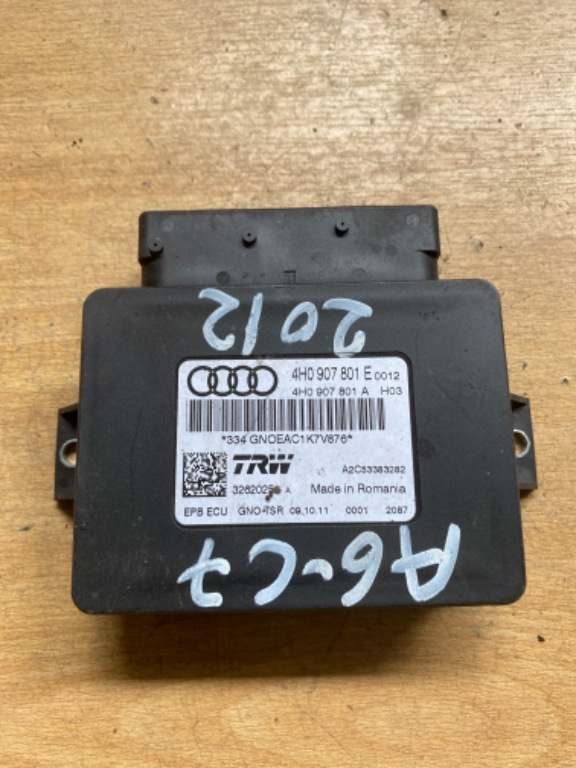 2012
4H0 907 801 E 0012
4H0 907 801 A H03
*334 GNOEAC1K7V876*
TRW A2C53383282
A Made in Romania
EPB ECU GNO-TSR 09.10.11 0001 2087
A6-C7